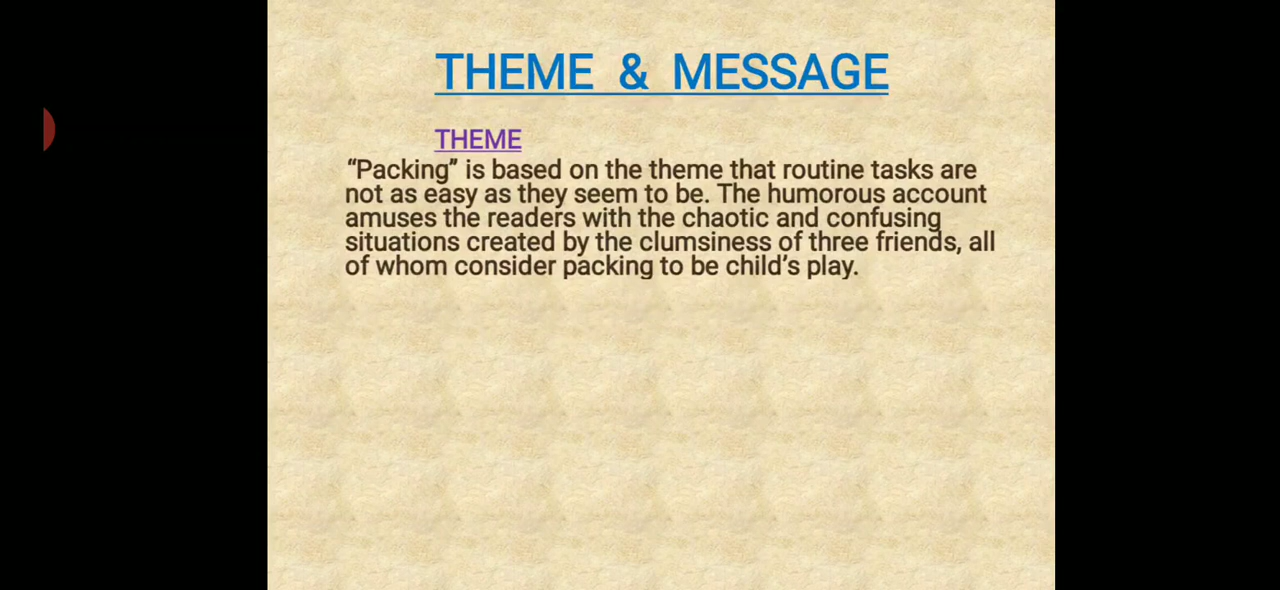 THEME & MESSAGE
THEME
“Packing” is based on the theme that routine tasks are
not as easy as they seem to be. The humorous account
amuses the readers with the chaotic and confusing
situations created by the clumsiness of three friends, all
of whom consider packing to be child’s play.